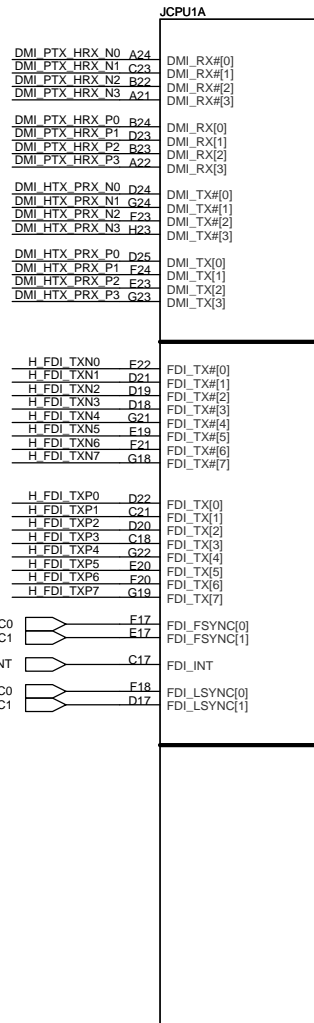 JCPU1A
DMI_PTX_HRX_N0 A24 DMI_RX#[0]
DMI_PTX_HRX_N1 C23 DMI_RX#[1]
DMI_PTX_HRX_N2 B22 DMI_RX#[2]
DMI_PTX_HRX_N3 A21 DMI_RX#[3]
DMI_PTX_HRX_P0 B24 DMI_RX[0]
DMI_PTX_HRX_P1 D23 DMI_RX[1]
DMI_PTX_HRX_P2 B23 DMI_RX[2]
DMI_PTX_HRX_P3 A22 DMI_RX[3]
DMI_HTX_PRX_N0 D24 DMI_TX#[0]
DMI_HTX_PRX_N1 G24 DMI_TX#[1]
DMI_HTX_PRX_N2 F23 DMI_TX#[2]
DMI_HTX_PRX_N3 H23 DMI_TX#[3]
DMI_HTX_PRX_P0 D25 DMI_TX[0]
DMI_HTX_PRX_P1 F24 DMI_TX[1]
DMI_HTX_PRX_P2 E23 DMI_TX[2]
DMI_HTX_PRX_P3 G23 DMI_TX[3]
H_FDI_TXN0 E22 FDI_TX#[0]
H_FDI_TXN1 D21 FDI_TX#[1]
H_FDI_TXN2 D19 FDI_TX#[2]
H_FDI_TXN3 D18 FDI_TX#[3]
H_FDI_TXN4 G21 FDI_TX#[4]
H_FDI_TXN5 E19 FDI_TX#[5]
H_FDI_TXN6 F21 FDI_TX#[6]
H_FDI_TXN7 G18 FDI_TX#[7]
H_FDI_TXP0 D22 FDI_TX[0]
H_FDI_TXP1 C21 FDI_TX[1]
H_FDI_TXP2 D20 FDI_TX[2]
H_FDI_TXP3 C18 FDI_TX[3]
H_FDI_TXP4 G22 FDI_TX[4]
H_FDI_TXP5 E20 FDI_TX[5]
H_FDI_TXP6 F20 FDI_TX[6]
H_FDI_TXP7 G19 FDI_TX[7]
C0 F17 FDI_FSYNC[0]
C1 E17 FDI_FSYNC[1]
NT C17 FDI_INT
C0 F18 FDI_LSYNC[0]
C1 D17 FDI_LSYNC[1]